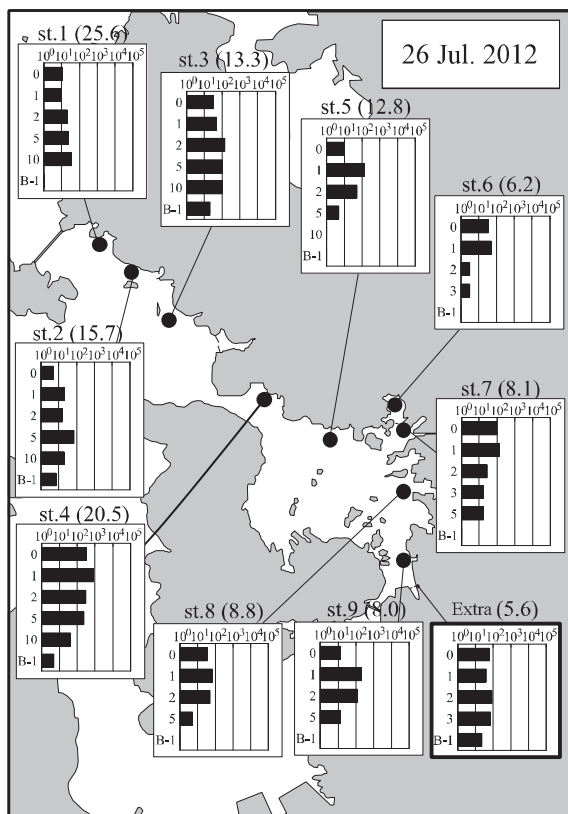 26 Jul. 2012
st.1 (25.6)
10⁰10¹10²10³10⁴10⁵
0
1
2
5
10
B-1
st.3 (13.3)
10⁰10¹10²10³10⁴10⁵
0
1
2
5
10
B-1
st.5 (12.8)
10⁰10¹10²10³10⁴10⁵
0
1
2
5
10
B-1
st.6 (6.2)
10⁰10¹10²10³10⁴10⁵
0
1
2
3
B-1
st.2 (15.7)
10⁰10¹10²10³10⁴10⁵
0
1
2
5
10
B-1
st.7 (8.1)
10⁰10¹10²10³10⁴10⁵
0
1
2
3
5
B-1
st.4 (20.5)
10⁰10¹10²10³10⁴10⁵
0
1
2
5
10
B-1
st.8 (8.8)
10⁰10¹10²10³10⁴10⁵
0
1
2
5
B-1
st.9 (8.0)
10⁰10¹10²10³10⁴10⁵
0
1
2
5
B-1
Extra (5.6)
10⁰10¹10²10³10⁴10⁵
0
1
2
3
B-1